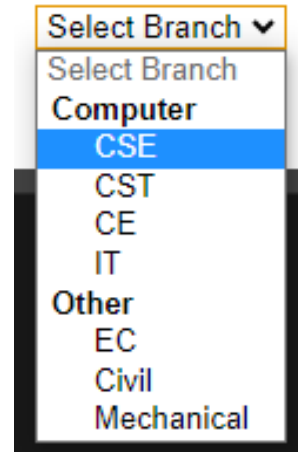 Select Branch
Select Branch
Computer
CSE
CST
CE
IT
Other
EC
Civil
Mechanical